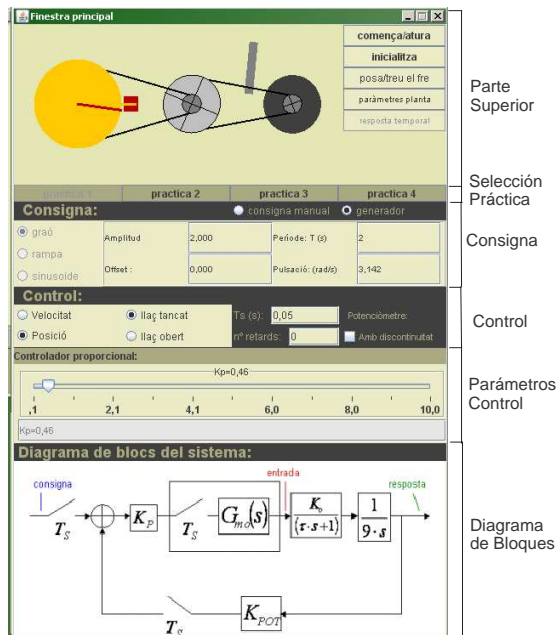 Finestra principal
comença/atura
inicialitza
posa/treu el fre
paràmetres planta
resposta temporal
Parte
Superior
practica 1 practica 2 practica 3 practica 4
Selección
Práctica
Consigna: consigna manual generador
graó Amplitud 2,000 Període: T (s) 2
rampa
sinusoide Offset : 0,000 Pulsació: (rad/s) 3,142
Consigna
Control:
Velocitat llaç tancat Ts (s): 0,05 Potenciòmetre:
Posició llaç obert nº retards: 0 Amb discontinuitat
Control
Controlador proporcional:
Kp=0,46
,1 2,1 4,1 6,0 8,0 10,0
Kp=0,46
Parámetros
Control
Diagrama de blocs del sistema:
consigna entrada resposta
T_S K_P T_S G_mo(s) K_o/(τ·s+1) 1/9·s
T_S K_POT
Diagrama
de Bloques